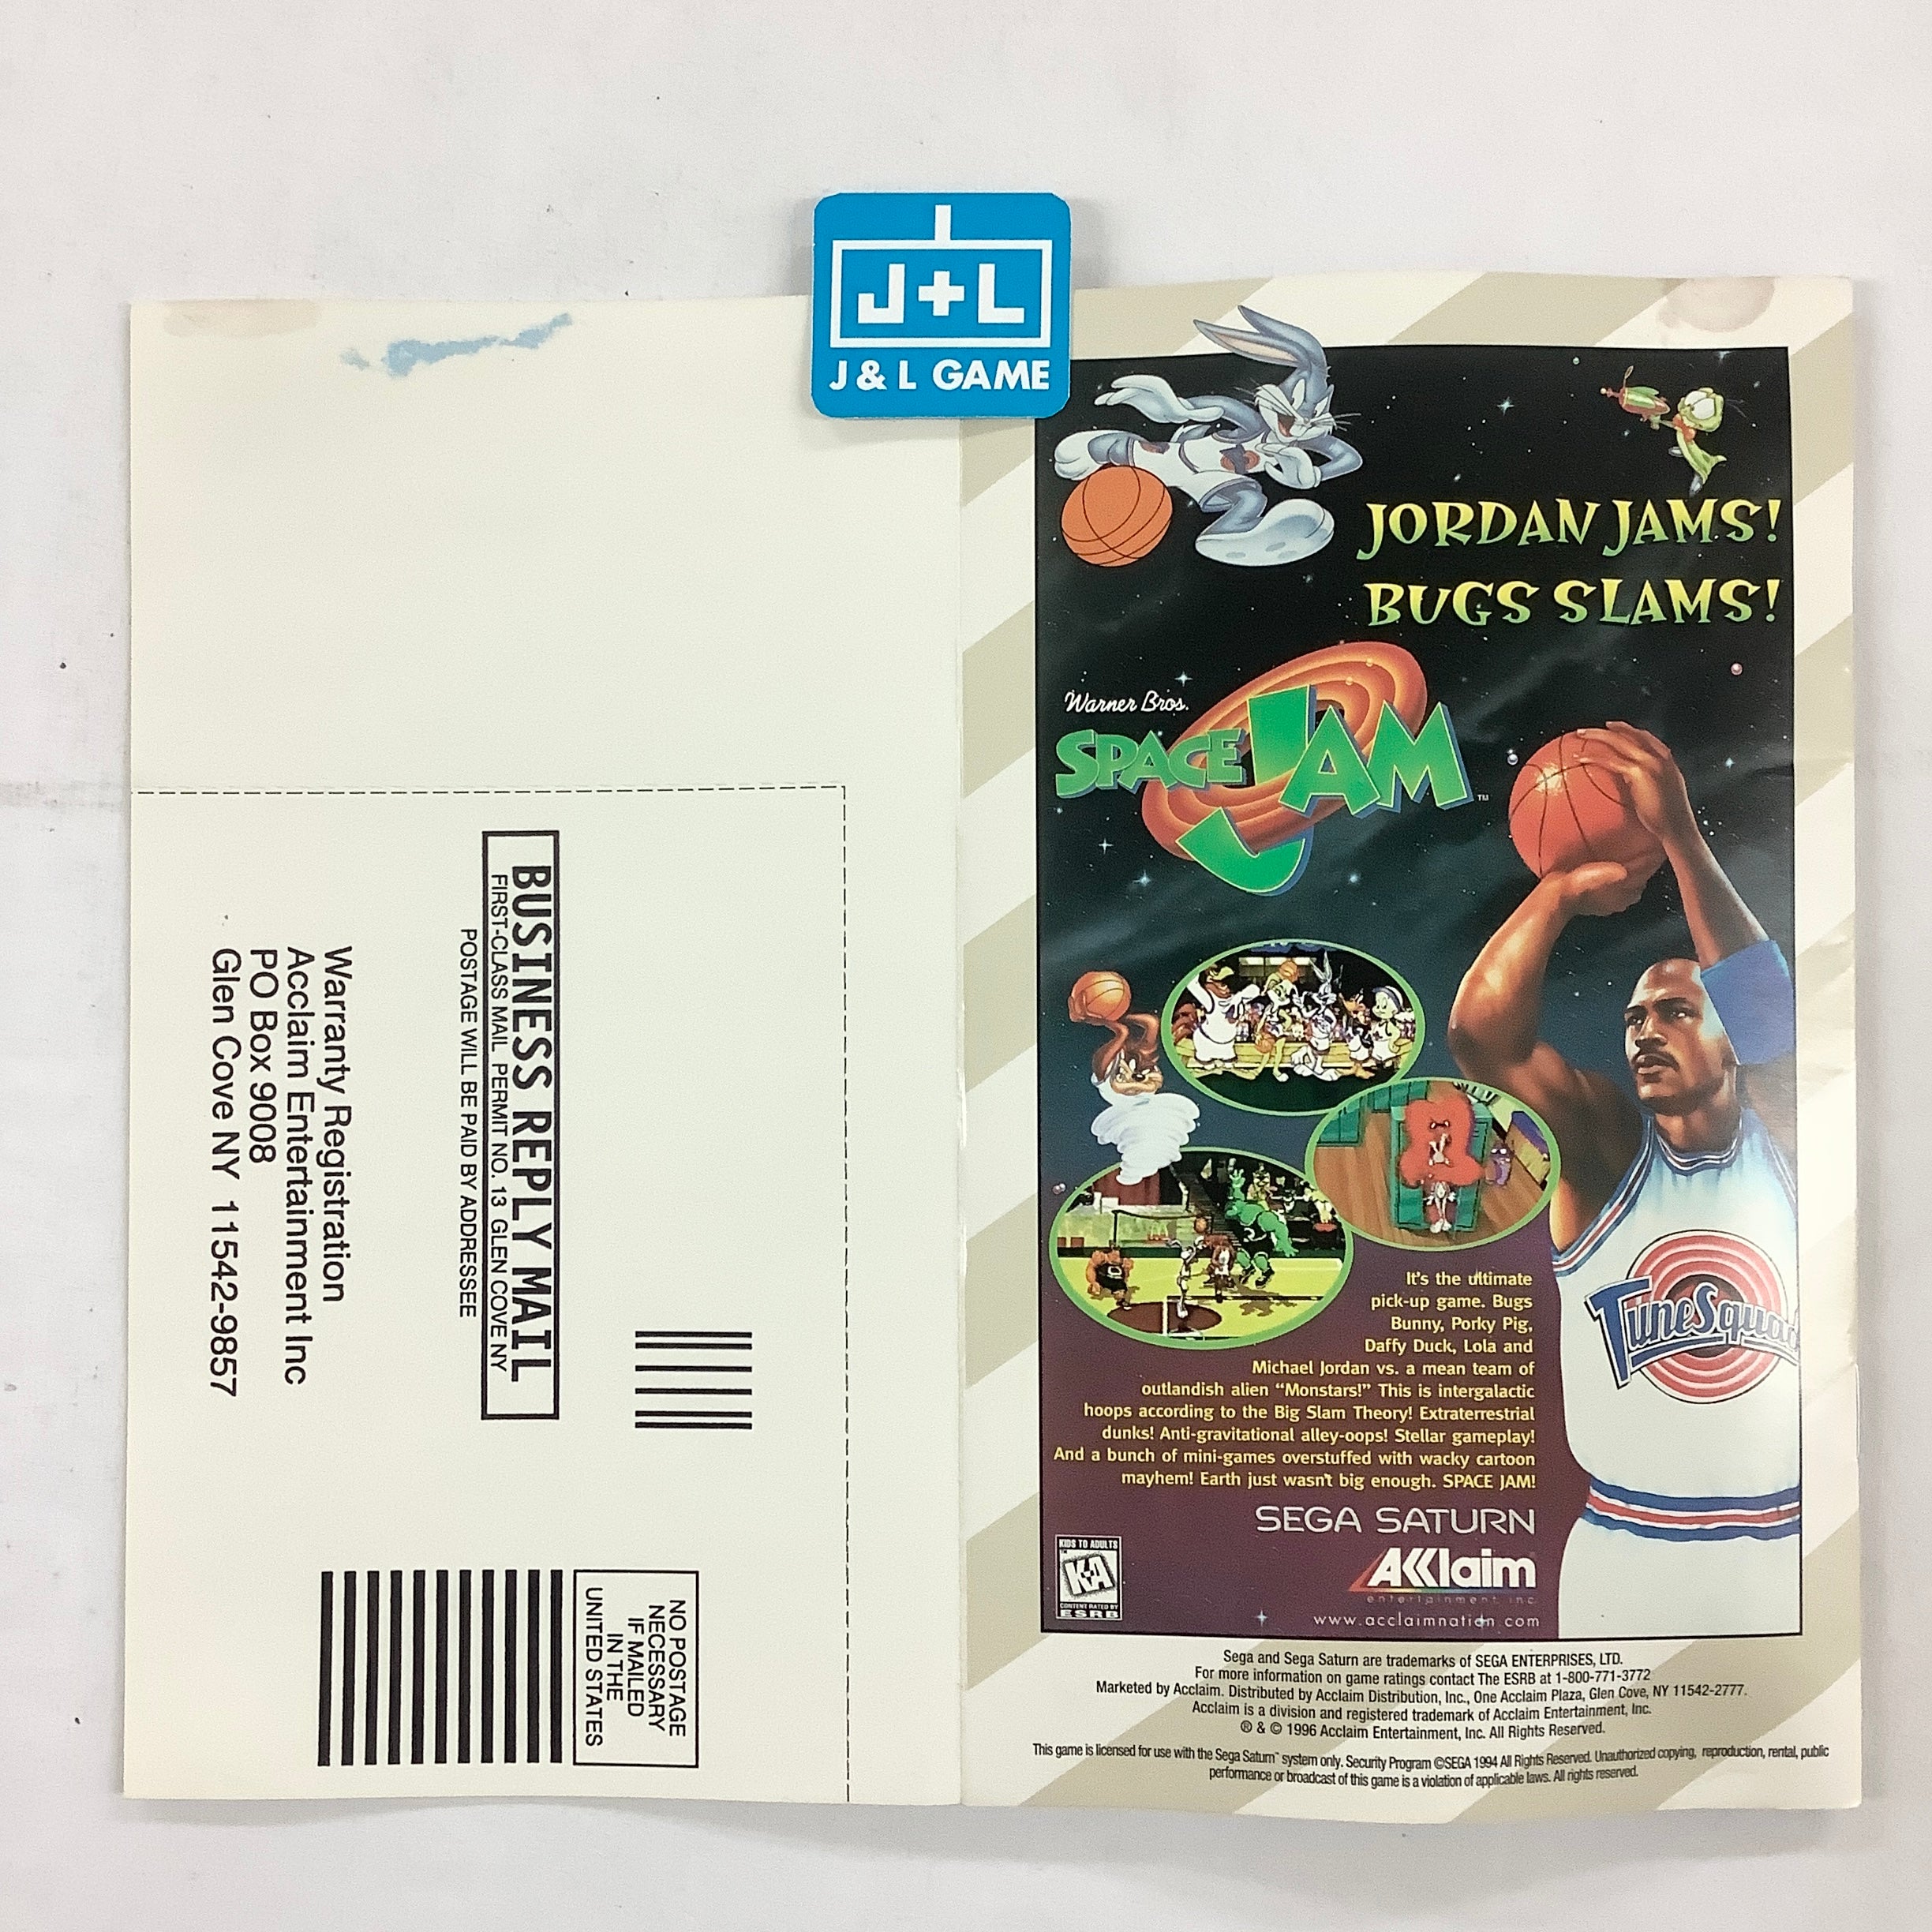 J+L
J & L GAME
BUSINESS REPLY MAIL
FIRST-CLASS MAIL PERMIT NO. 13 GLEN COVE NY
POSTAGE WILL BE PAID BY ADDRESSEE
Warranty Registration
Acclaim Entertainment Inc
PO Box 9008
Glen Cove NY 11542-9857
NO POSTAGE
NECESSARY
IF MAILED
IN THE
UNITED STATES
JORDAN JAMS!
BUGS SLAMS!
Warner Bros.
SPACE JAM™
TuneSquad
It's the ultimate
pick-up game. Bugs
Bunny, Porky Pig,
Daffy Duck, Lola and
Michael Jordan vs. a mean team of
outlandish alien “Monstars!” This is intergalactic
hoops according to the Big Slam Theory! Extraterrestrial
dunks! Anti-gravitational alley-oops! Stellar gameplay!
And a bunch of mini-games overstuffed with wacky cartoon
mayhem! Earth just wasn't big enough. SPACE JAM!
SEGA SATURN
KIDS TO ADULTS
K-A
CONTENT RATED BY
ESRB
AKKlaim
entertainment, inc.
www.acclaimnation.com
Sega and Sega Saturn are trademarks of SEGA ENTERPRISES, LTD.
For more information on game ratings contact The ESRB at 1-800-771-3772
Marketed by Acclaim. Distributed by Acclaim Distribution, Inc., One Acclaim Plaza, Glen Cove, NY 11542-2777.
Acclaim is a division and registered trademark of Acclaim Entertainment, Inc.
® & © 1996 Acclaim Entertainment, Inc. All Rights Reserved.
This game is licensed for use with the Sega Saturn™ system only. Security Program ©SEGA 1994 All Rights Reserved. Unauthorized copying, reproduction, rental, public
performance or broadcast of this game is a violation of applicable laws. All rights reserved.